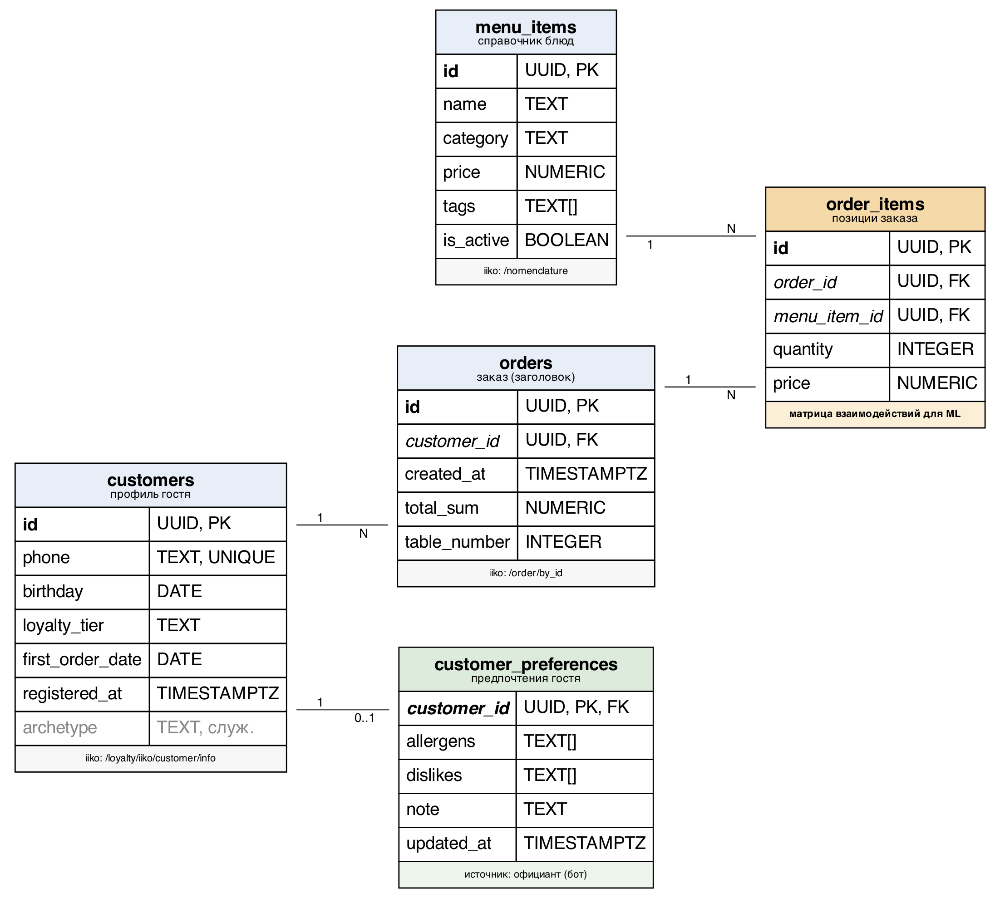 menu_items
справочник блюд
id UUID, PK
name TEXT
category TEXT
price NUMERIC
tags TEXT[]
is_active BOOLEAN
iiko: /nomenclature
1 N
order_items
позиции заказа
id UUID, PK
order_id UUID, FK
menu_item_id UUID, FK
quantity INTEGER
price NUMERIC
матрица взаимодействий для ML
orders
заказ (заголовок)
id UUID, PK
customer_id UUID, FK
created_at TIMESTAMPTZ
total_sum NUMERIC
table_number INTEGER
iiko: /order/by_id
1 N
customers
профиль гостя
id UUID, PK
phone TEXT, UNIQUE
birthday DATE
loyalty_tier TEXT
first_order_date DATE
registered_at TIMESTAMPTZ
archetype TEXT, служ.
iiko: /loyalty/iiko/customer/info
1 N
1 0..1
customer_preferences
предпочтения гостя
customer_id UUID, PK, FK
allergens TEXT[]
dislikes TEXT[]
note TEXT
updated_at TIMESTAMPTZ
источник: официант (бот)